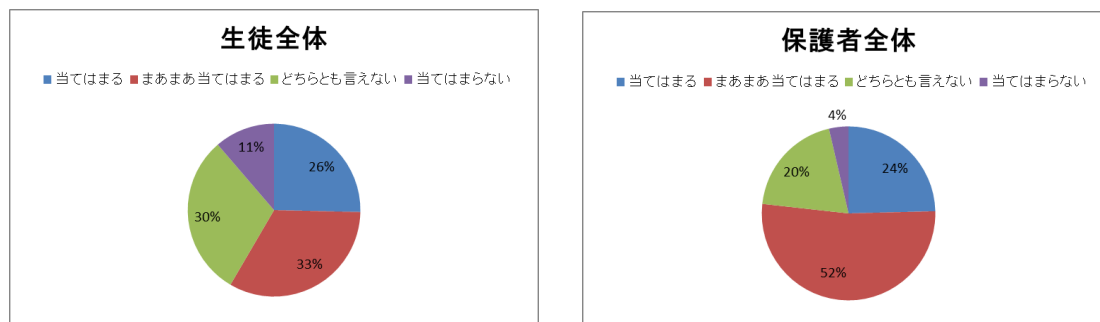 生徒全体
当てはまる まあまあ当てはまる どちらとも言えない 当てはまらない
11%
26%
30%
33%
保護者全体
当てはまる まあまあ当てはまる どちらとも言えない 当てはまらない
4%
20%
24%
52%